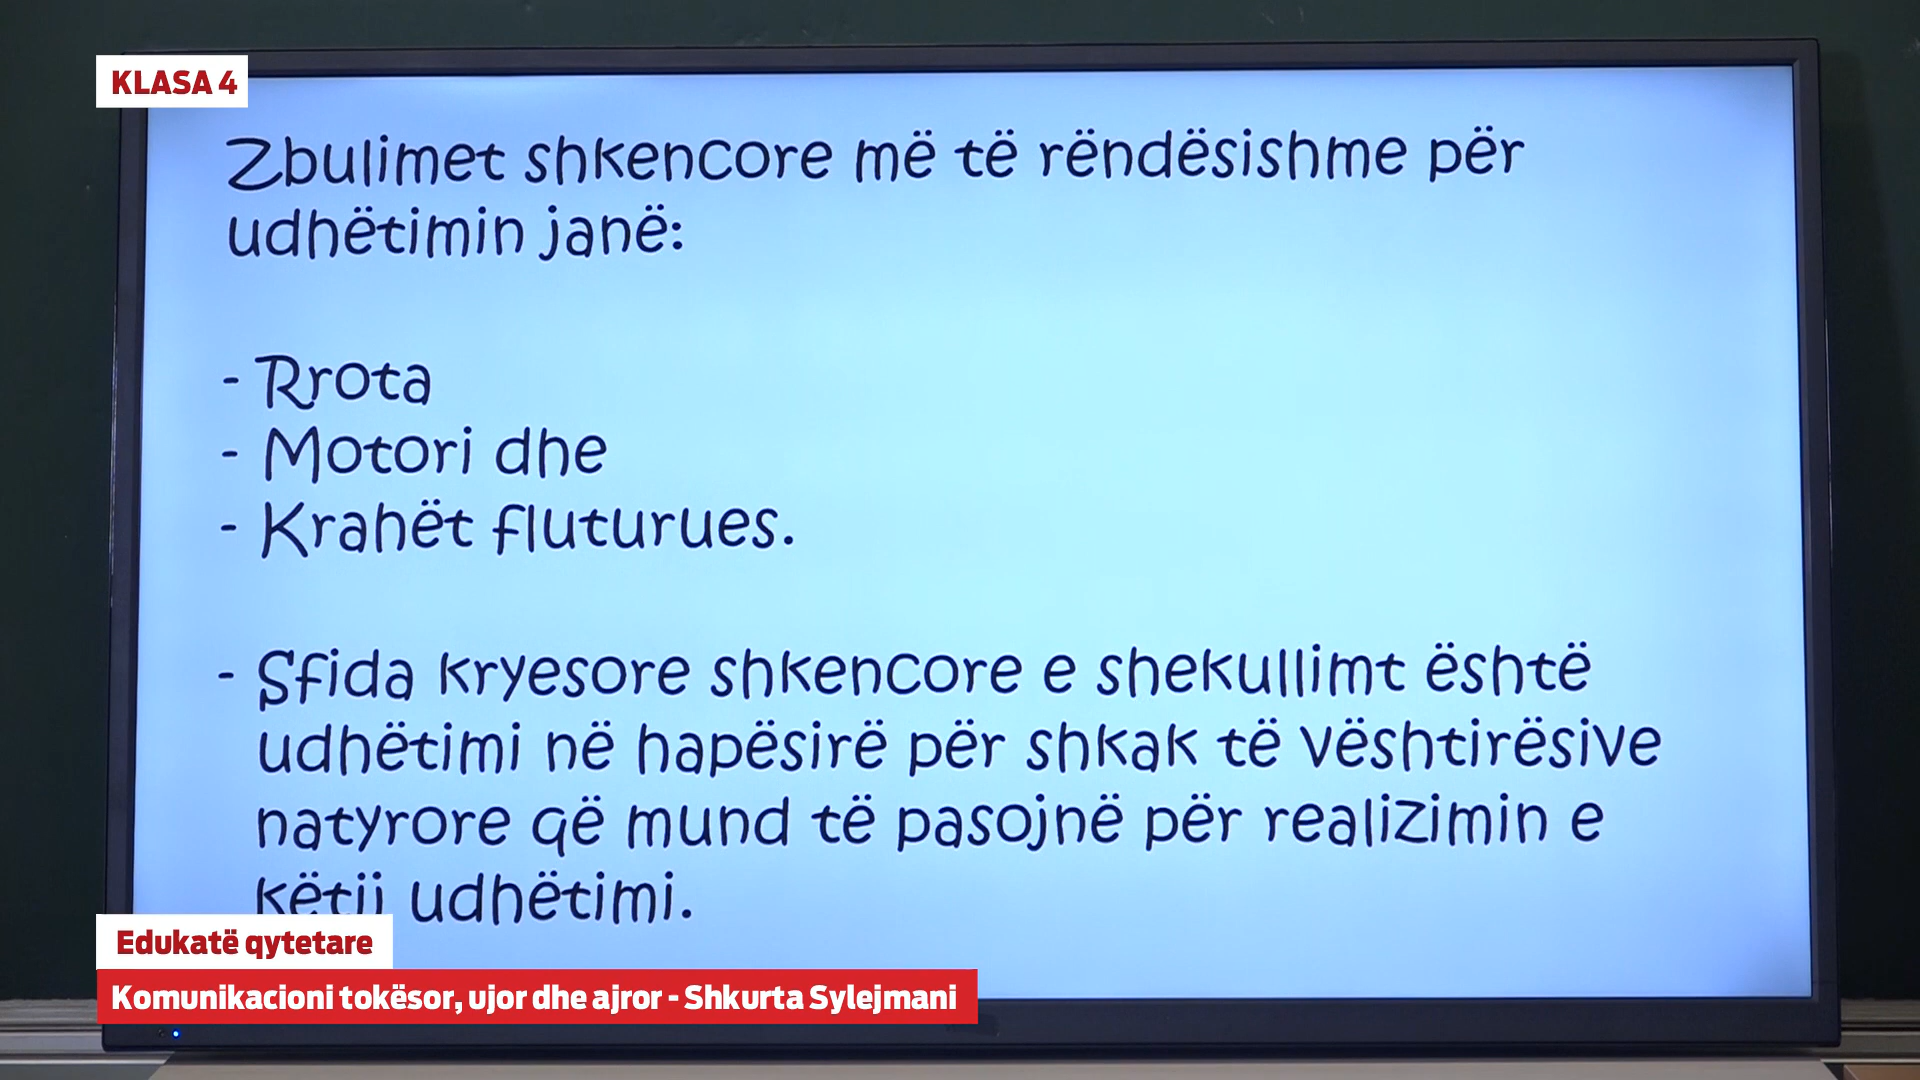 KLASA 4
Zbulimet shkencore më të rëndësishme për
udhëtimin janë:
- Rrota
- Motori dhe
- Krahët fluturues.
- Sfida kryesore shkencore e shekullimt është
udhëtimi në hapësirë për shkak të vështirësive
natyrore që mund të pasojnë për realizimin e
këtij udhëtimi.
Edukatë qytetare
Komunikacioni tokësor, ujor dhe ajror - Shkurta Sylejmani